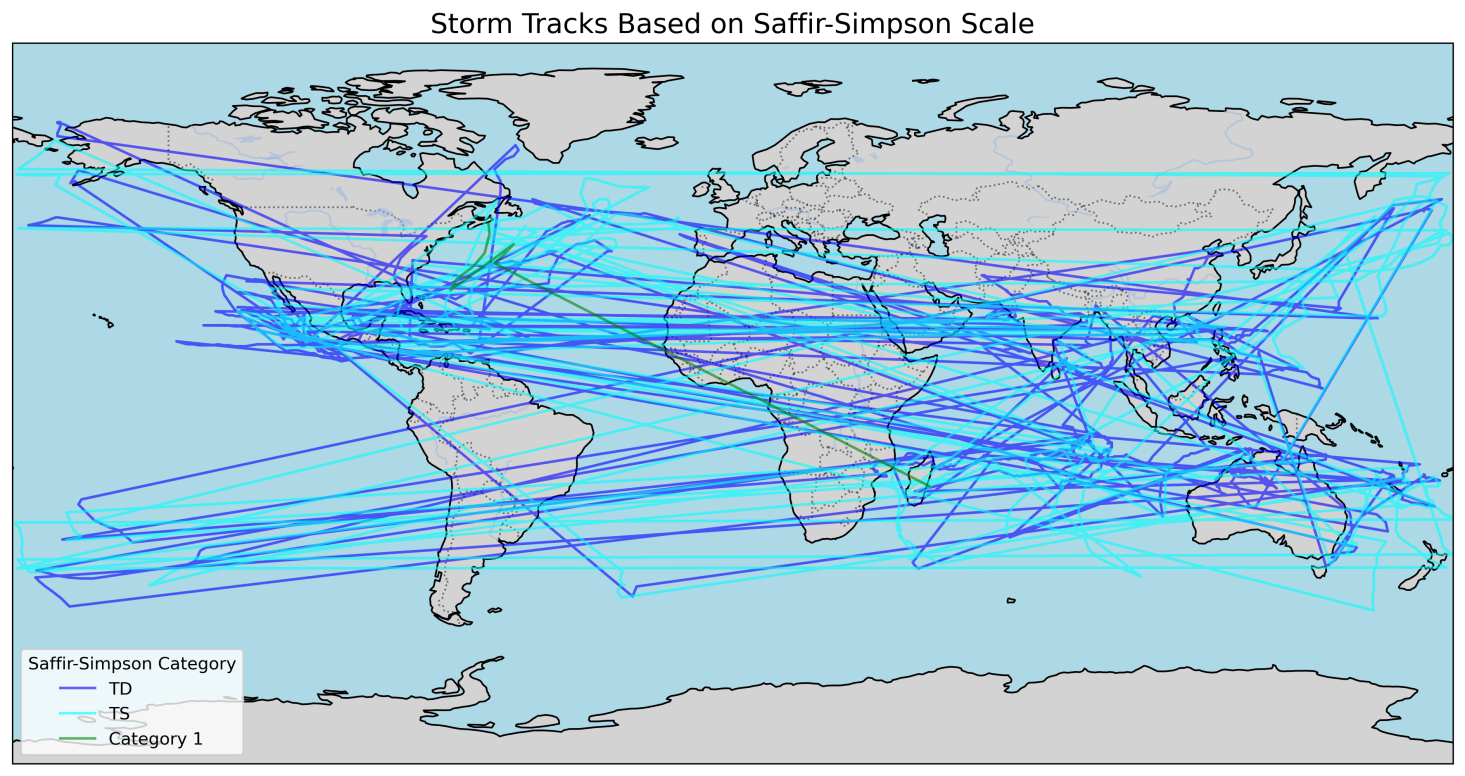 Storm Tracks Based on Saffir-Simpson Scale
Saffir-Simpson Category
TD
TS
Category 1